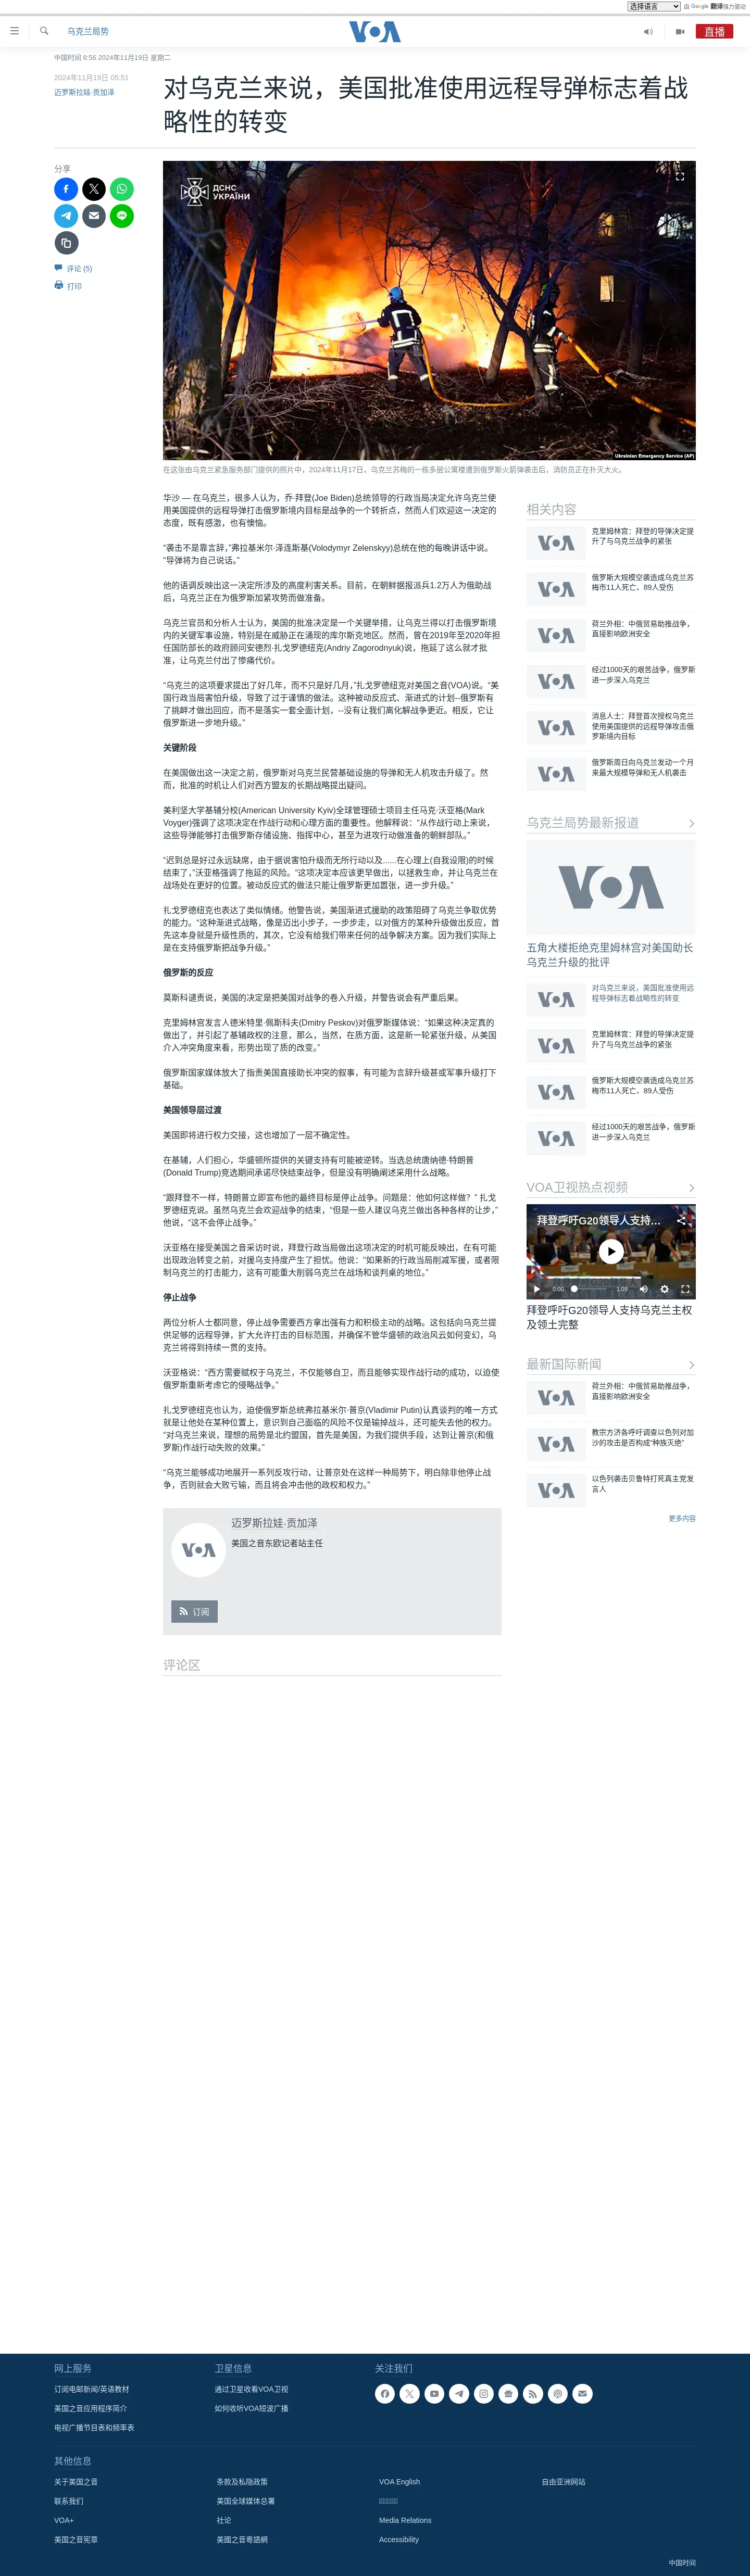 选择语言 由 Google 翻译强力驱动
乌克兰局势
VOA
直播
中国时间 8:56 2024年11月19日 星期二
2024年11月19日 05:51
迈罗斯拉娃·贡加泽
对乌克兰来说，美国批准使用远程导弹标志着战
略性的转变
分享
评论 (5)
打印
ДСНС
УКРАЇНИ
Ukrainian Emergency Service (AP)
在这张由乌克兰紧急服务部门提供的照片中，2024年11月17日，乌克兰苏梅的一栋多层公寓楼遭到俄罗斯火箭弹袭击后，消防员正在扑灭大火。
华沙 — 在乌克兰，很多人认为，乔·拜登(Joe Biden)总统领导的行政当局决定允许乌克兰使
用美国提供的远程导弹打击俄罗斯境内目标是战争的一个转折点，然而人们欢迎这一决定的
态度，既有感激，也有懊恼。
“袭击不是靠言辞，”弗拉基米尔·泽连斯基(Volodymyr Zelenskyy)总统在他的每晚讲话中说。
“导弹将为自己说话。”
他的语调反映出这一决定所涉及的高度利害关系。目前，在朝鲜据报派兵1.2万人为俄助战
后，乌克兰正在为俄罗斯加紧攻势而做准备。
乌克兰官员和分析人士认为，美国的批准决定是一个关键举措，让乌克兰得以打击俄罗斯境
内的关键军事设施，特别是在威胁正在涌现的库尔斯克地区。然而，曾在2019年至2020年担
任国防部长的政府顾问安德烈·扎戈罗德纽克(Andriy Zagorodnyuk)说，拖延了这么就才批
准，让乌克兰付出了惨痛代价。
“乌克兰的这项要求提出了好几年，而不只是好几月，”扎戈罗德纽克对美国之音(VOA)说。“美
国行政当局害怕升级，导致了过于谨慎的做法。这种被动反应式、渐进式的计划--俄罗斯有
了挑衅才做出回应，而不是落实一套全面计划，--没有让我们离化解战争更近。相反，它让
俄罗斯进一步地升级。”
关键阶段
在美国做出这一决定之前，俄罗斯对乌克兰民营基础设施的导弹和无人机攻击升级了。然
而，批准的时机让人们对西方盟友的长期战略提出疑问。
美利坚大学基辅分校(American University Kyiv)全球管理硕士项目主任马克·沃亚格(Mark
Voyger)强调了这项决定在作战行动和心理方面的重要性。他解释说：“从作战行动上来说，
这些导弹能够打击俄罗斯存储设施、指挥中心，甚至为进攻行动做准备的朝鲜部队。”
“迟到总是好过永远缺席，由于据说害怕升级而无所行动以及……在心理上(自我设限)的时候
结束了，”沃亚格强调了拖延的风险。“这项决定本应该更早做出，以拯救生命，并让乌克兰在
战场处在更好的位置。被动反应式的做法只能让俄罗斯更加嚣张，进一步升级。”
扎戈罗德纽克也表达了类似情绪。他警告说，美国渐进式援助的政策阻碍了乌克兰争取优势
的能力。“这种渐进式战略，像是迈出小步子，一步步走，以对俄方的某种升级做出反应，首
先这本身就是升级性质的，其次，它没有给我们带来任何的战争解决方案。因为我们实际上
是在支持俄罗斯把战争升级。”
俄罗斯的反应
莫斯科谴责说，美国的决定是把美国对战争的卷入升级，并警告说会有严重后果。
克里姆林宫发言人德米特里·佩斯科夫(Dmitry Peskov)对俄罗斯媒体说：“如果这种决定真的
做出了，并引起了基辅政权的注意，那么，当然，在质方面，这是新一轮紧张升级，从美国
介入冲突角度来看，形势出现了质的改变。”
俄罗斯国家媒体放大了指责美国直接助长冲突的叙事，有可能为言辞升级甚或军事升级打下
基础。
美国领导层过渡
美国即将进行权力交接，这也增加了一层不确定性。
在基辅，人们担心，华盛顿所提供的关键支持有可能被逆转。当选总统唐纳德·特朗普
(Donald Trump)竞选期间承诺尽快结束战争，但是没有明确阐述采用什么战略。
“跟拜登不一样，特朗普立即宣布他的最终目标是停止战争。问题是：他如何这样做？” 扎戈
罗德纽克说。虽然乌克兰会欢迎战争的结束，“但是一些人建议乌克兰做出各种各样的让步，”
他说，“这不会停止战争。”
沃亚格在接受美国之音采访时说，拜登行政当局做出这项决定的时机可能反映出，在有可能
出现政治转变之前，对援乌支持度产生了担忧。他说：“如果新的行政当局削减军援，或者限
制乌克兰的打击能力，这有可能重大削弱乌克兰在战场和谈判桌的地位。”
停止战争
两位分析人士都同意，停止战争需要西方拿出强有力和积极主动的战略。这包括向乌克兰提
供足够的远程导弹，扩大允许打击的目标范围，并确保不管华盛顿的政治风云如何变幻，乌
克兰将得到持续一贯的支持。
沃亚格说：“西方需要赋权于乌克兰，不仅能够自卫，而且能够实现作战行动的成功，以迫使
俄罗斯重新考虑它的侵略战争。”
扎戈罗德纽克也认为，迫使俄罗斯总统弗拉基米尔·普京(Vladimir Putin)认真谈判的唯一方式
就是让他处在某种位置上，意识到自己面临的风险不仅是输掉战斗，还可能失去他的权力。
“对乌克兰来说，理想的局势是北约盟国，首先是美国，为我们提供手段，达到让普京(和俄
罗斯)作战行动失败的效果。”
“乌克兰能够成功地展开一系列反攻行动，让普京处在这样一种局势下，明白除非他停止战
争，否则就会大败亏输，而且将会冲击他的政权和权力。”
迈罗斯拉娃·贡加泽
美国之音东欧记者站主任
订阅
评论区
相关内容
克里姆林宫：拜登的导弹决定提
升了与乌克兰战争的紧张
俄罗斯大规模空袭造成乌克兰苏
梅市11人死亡、89人受伤
荷兰外相：中俄贸易助推战争，
直接影响欧洲安全
经过1000天的艰苦战争，俄罗斯
进一步深入乌克兰
消息人士：拜登首次授权乌克兰
使用美国提供的远程导弹攻击俄
罗斯境内目标
俄罗斯周日向乌克兰发动一个月
来最大规模导弹和无人机袭击
乌克兰局势最新报道
五角大楼拒绝克里姆林宫对美国助长
乌克兰升级的批评
对乌克兰来说，美国批准使用远
程导弹标志着战略性的转变
克里姆林宫：拜登的导弹决定提
升了与乌克兰战争的紧张
俄罗斯大规模空袭造成乌克兰苏
梅市11人死亡、89人受伤
经过1000天的艰苦战争，俄罗斯
进一步深入乌克兰
VOA卫视热点视频
拜登呼吁G20领导人支持...
0:00
1:09
拜登呼吁G20领导人支持乌克兰主权
及领土完整
最新国际新闻
荷兰外相：中俄贸易助推战争，
直接影响欧洲安全
教宗方济各呼吁调查以色列对加
沙的攻击是否构成“种族灭绝”
以色列袭击贝鲁特打死真主党发
言人
更多内容
网上服务
订阅电邮新闻/英语教材
美国之音应用程序简介
电视广播节目表和频率表
卫星信息
通过卫星收看VOA卫视
如何收听VOA短波广播
关注我们
其他信息
关于美国之音
联系我们
VOA+
美国之音宪章
条款及私隐政策
美国全球媒体总署
社论
美國之音粵語網
VOA English
Media Relations
Accessibility
自由亚洲网站
中国时间